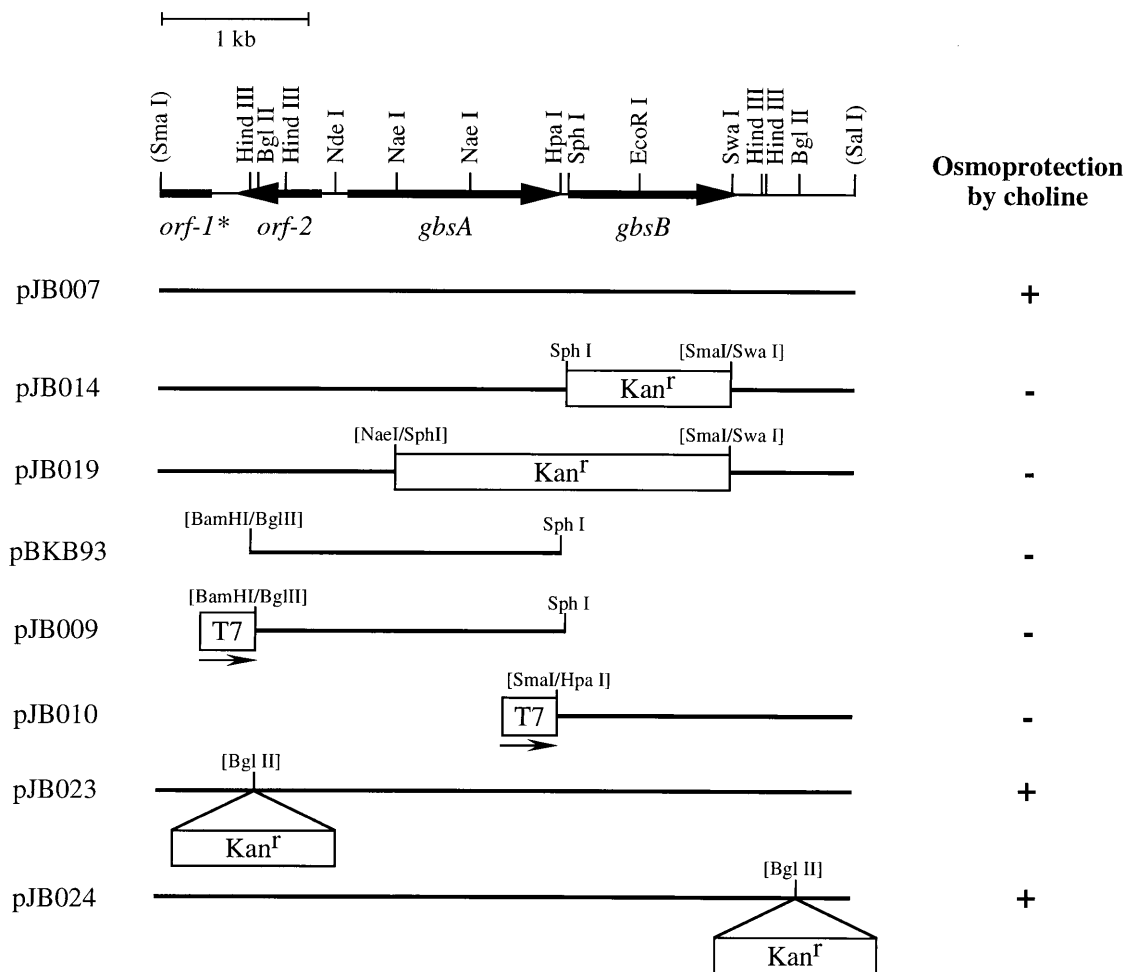 1 kb
(Sma I) Hind III Bgl II Hind III Nde I Nae I Nae I Hpa I Sph I EcoR I Swa I Hind III Hind III Bgl II (Sal I)
Osmoprotection
by choline
orf-1* orf-2 gbsA gbsB
pJB007 +
Sph I [SmaI/Swa I]
pJB014 Kanr -
[NaeI/SphI] [SmaI/Swa I]
pJB019 Kanr -
[BamHI/BglII] Sph I
pBKB93 -
[BamHI/BglII] Sph I
pJB009 T7 -
[SmaI/Hpa I]
pJB010 T7 -
[Bgl II]
pJB023 +
Kanr
[Bgl II]
pJB024 +
Kanr